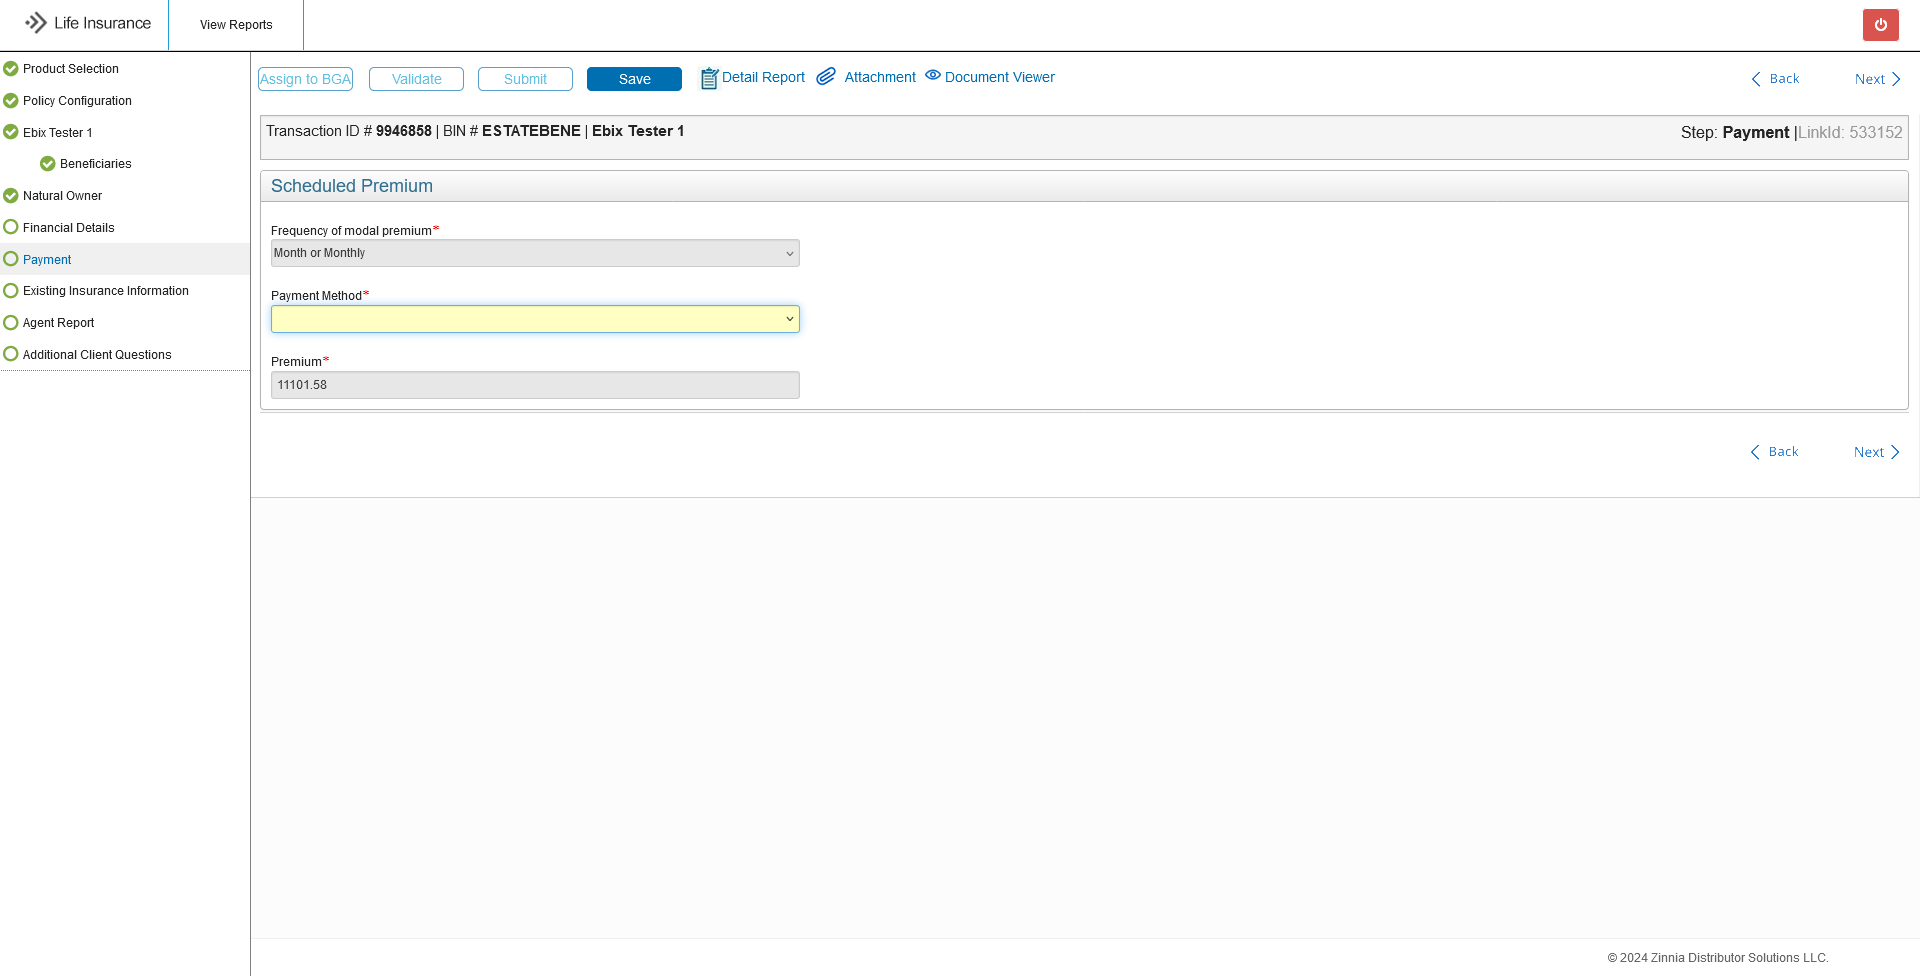 Life Insurance
View Reports
Product Selection
Policy Configuration
Ebix Tester 1
Beneficiaries
Natural Owner
Financial Details
Payment
Existing Insurance Information
Agent Report
Additional Client Questions
Assign to BGA
Validate
Submit
Save
Detail Report
Attachment
Document Viewer
Back
Next
Transaction ID # 9946858 | BIN # ESTATEBENE | Ebix Tester 1
Step: Payment |LinkId: 533152
Scheduled Premium
Frequency of modal premium*
Month or Monthly
Payment Method*
Premium*
11101.58
Back
Next
© 2024 Zinnia Distributor Solutions LLC.